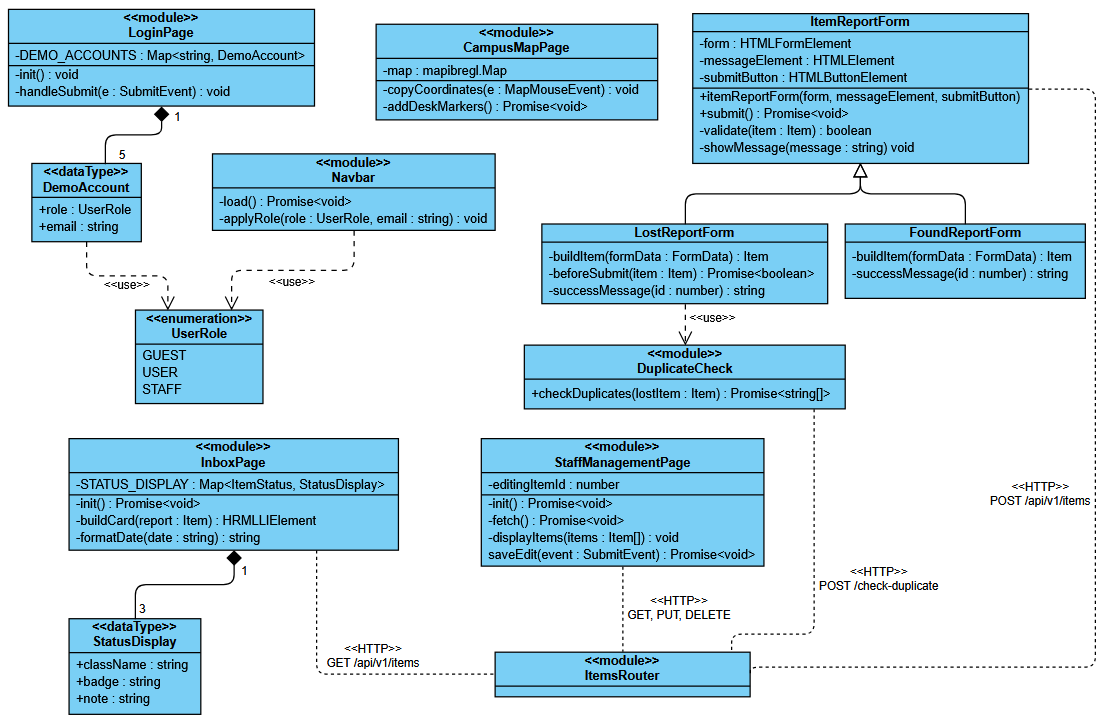 <<module>>
LoginPage
-DEMO_ACCOUNTS : Map<string, DemoAccount>
-init() : void
-handleSubmit(e : SubmitEvent) : void
1
5
<<dataType>>
DemoAccount
+role : UserRole
+email : string
<<module>>
CampusMapPage
-map : mapibregl.Map
-copyCoordinates(e : MapMouseEvent) : void
-addDeskMarkers() : Promise<void>
ItemReportForm
-form : HTMLFormElement
-messageElement : HTMLElement
-submitButton : HTMLButtonElement
+itemReportForm(form, messageElement, submitButton)
+submit() : Promise<void>
-validate(item : Item) : boolean
-showMessage(message : string) void
<<module>>
Navbar
-load() : Promise<void>
-applyRole(role : UserRole, email : string) : void
<<use>>
<<use>>
<<enumeration>>
UserRole
GUEST
USER
STAFF
LostReportForm
-buildItem(formData : FormData) : Item
-beforeSubmit(item : Item) : Promise<boolean>
-successMessage(id : number) : string
FoundReportForm
-buildItem(formData : FormData) : Item
-successMessage(id : number) : string
<<use>>
<<module>>
DuplicateCheck
+checkDuplicates(lostItem : Item) : Promise<string[]>
<<module>>
InboxPage
-STATUS_DISPLAY : Map<ItemStatus, StatusDisplay>
-init() : Promise<void>
-buildCard(report : Item) : HRMLLIElement
-formatDate(date : string) : string
1
3
<<dataType>>
StatusDisplay
+className : string
+badge : string
+note : string
<<module>>
StaffManagementPage
-editingItemId : number
-init() : Promise<void>
-fetch() : Promise<void>
-displayItems(items : Item[]) : void
saveEdit(event : SubmitEvent) : Promise<void>
<<HTTP>>
POST /api/v1/items
<<HTTP>>
POST /check-duplicate
<<HTTP>>
GET, PUT, DELETE
<<HTTP>>
GET /api/v1/items
<<module>>
ItemsRouter